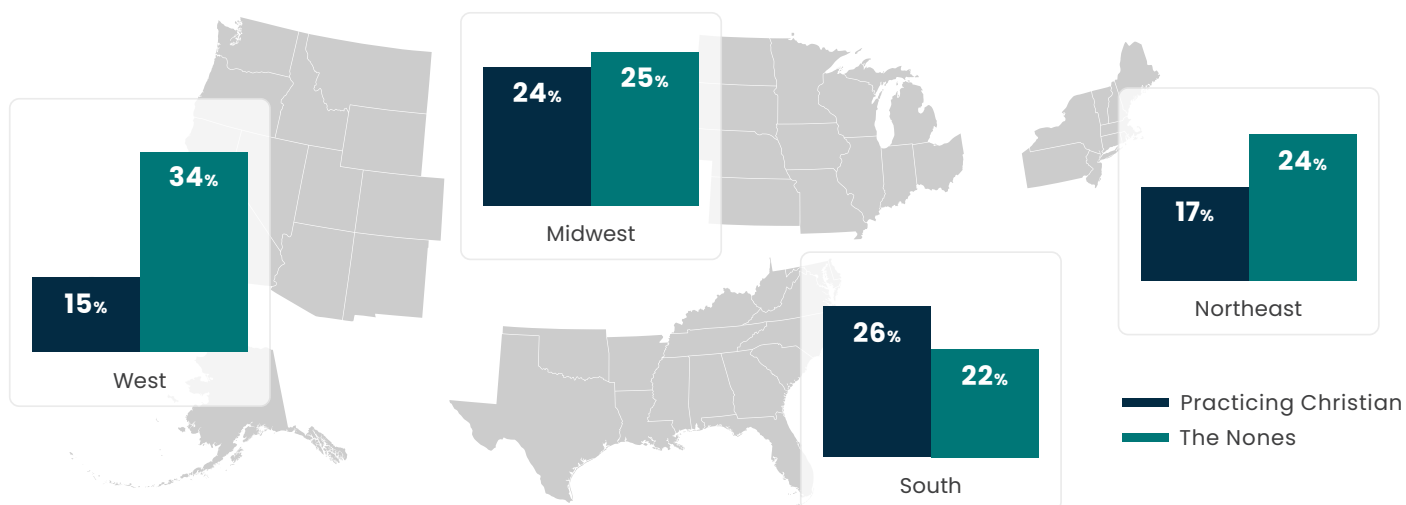 15%
34%
West
24%
25%
Midwest
26%
22%
South
17%
24%
Northeast
Practicing Christian
The Nones